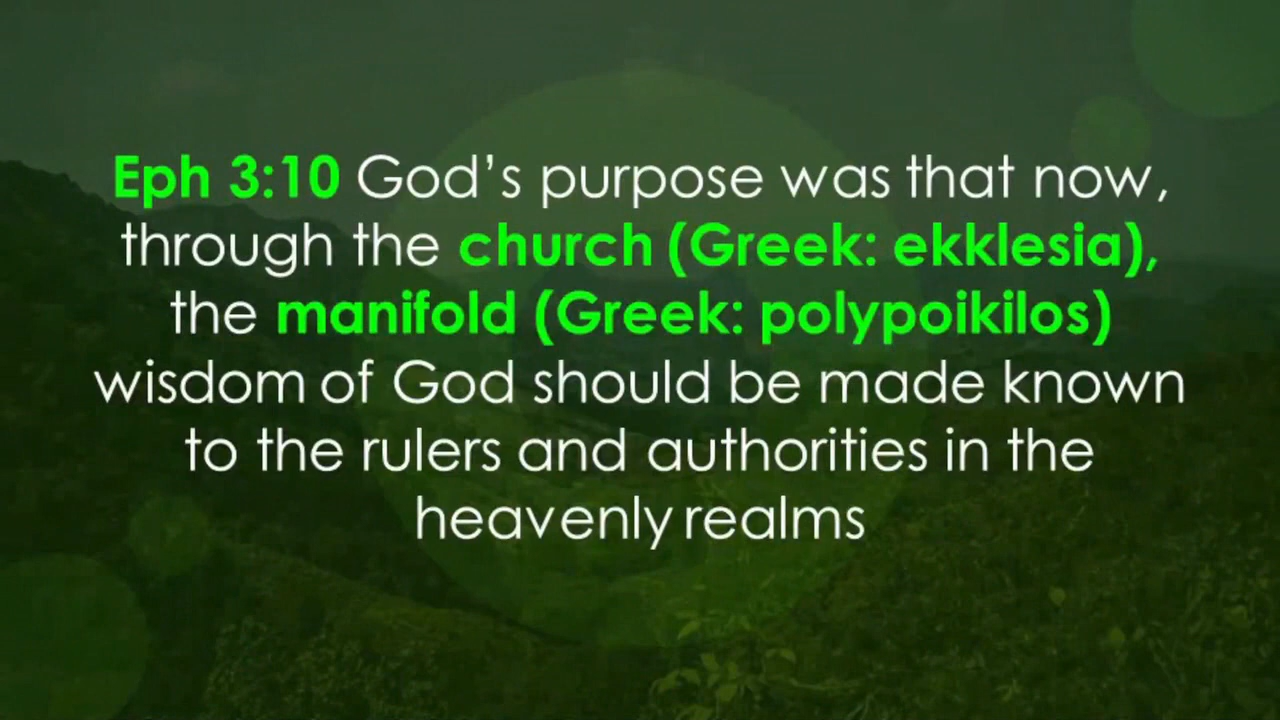 Eph 3:10 God’s purpose was that now,
through the church (Greek: ekklesia),
the manifold (Greek: polypoikilos)
wisdom of God should be made known
to the rulers and authorities in the
heavenly realms